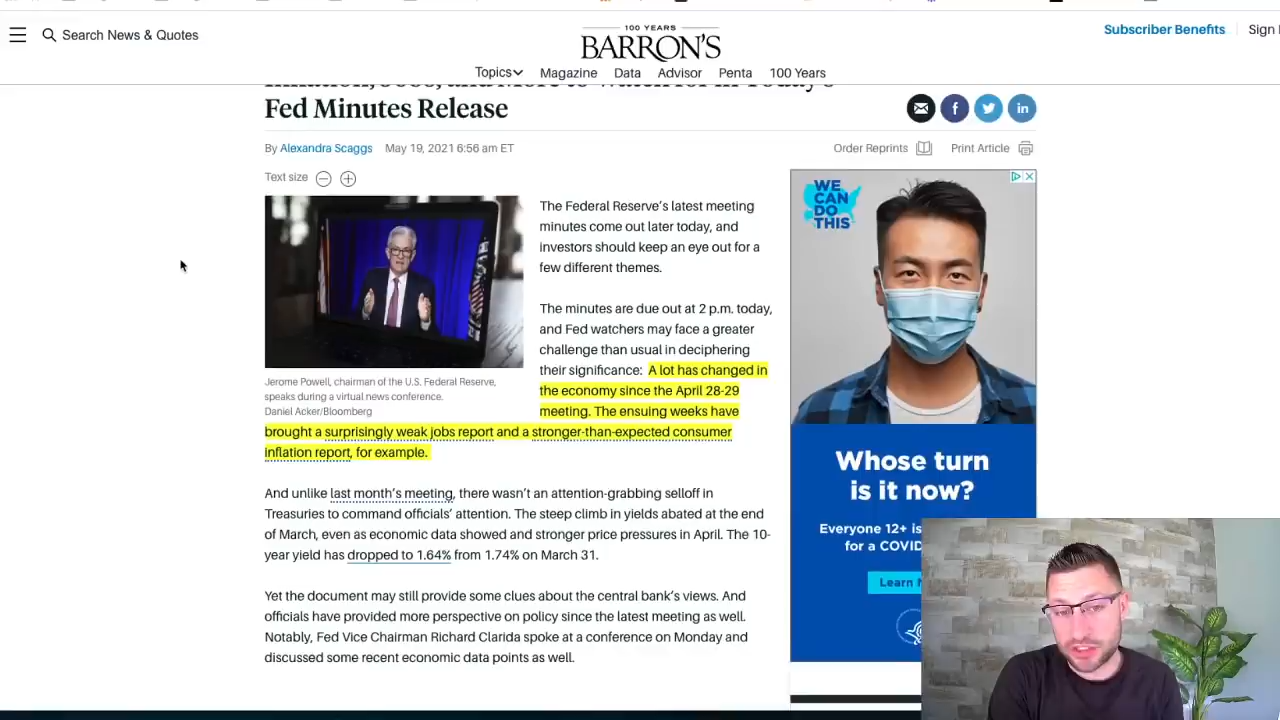 Search News & Quotes
100 YEARS
BARRON'S
Subscriber Benefits
Sign
Topics
Magazine
Data
Advisor
Penta
100 Years
Inflation, Jobs, and More to Watch for in Today's
Fed Minutes Release
By Alexandra Scaggs May 19, 2021 6:56 am ET
Order Reprints
Print Article
Text size
Jerome Powell, chairman of the U.S. Federal Reserve,
speaks during a virtual news conference.
Daniel Acker/Bloomberg
The Federal Reserve's latest meeting
minutes come out later today, and
investors should keep an eye out for a
few different themes.
The minutes are due out at 2 p.m. today,
and Fed watchers may face a greater
challenge than usual in deciphering
their significance: A lot has changed in
the economy since the April 28-29
meeting. The ensuing weeks have
brought a surprisingly weak jobs report and a stronger-than-expected consumer
inflation report, for example.
And unlike last month's meeting, there wasn't an attention-grabbing selloff in
Treasuries to command officials' attention. The steep climb in yields abated at the end
of March, even as economic data showed and stronger price pressures in April. The 10-
year yield has dropped to 1.64% from 1.74% on March 31.
Yet the document may still provide some clues about the central bank's views. And
officials have provided more perspective on policy since the latest meeting as well.
Notably, Fed Vice Chairman Richard Clarida spoke at a conference on Monday and
discussed some recent economic data points as well.
WE
CAN
DO
THIS
Whose turn
is it now?
Everyone 12+ is
for a COVID
Learn